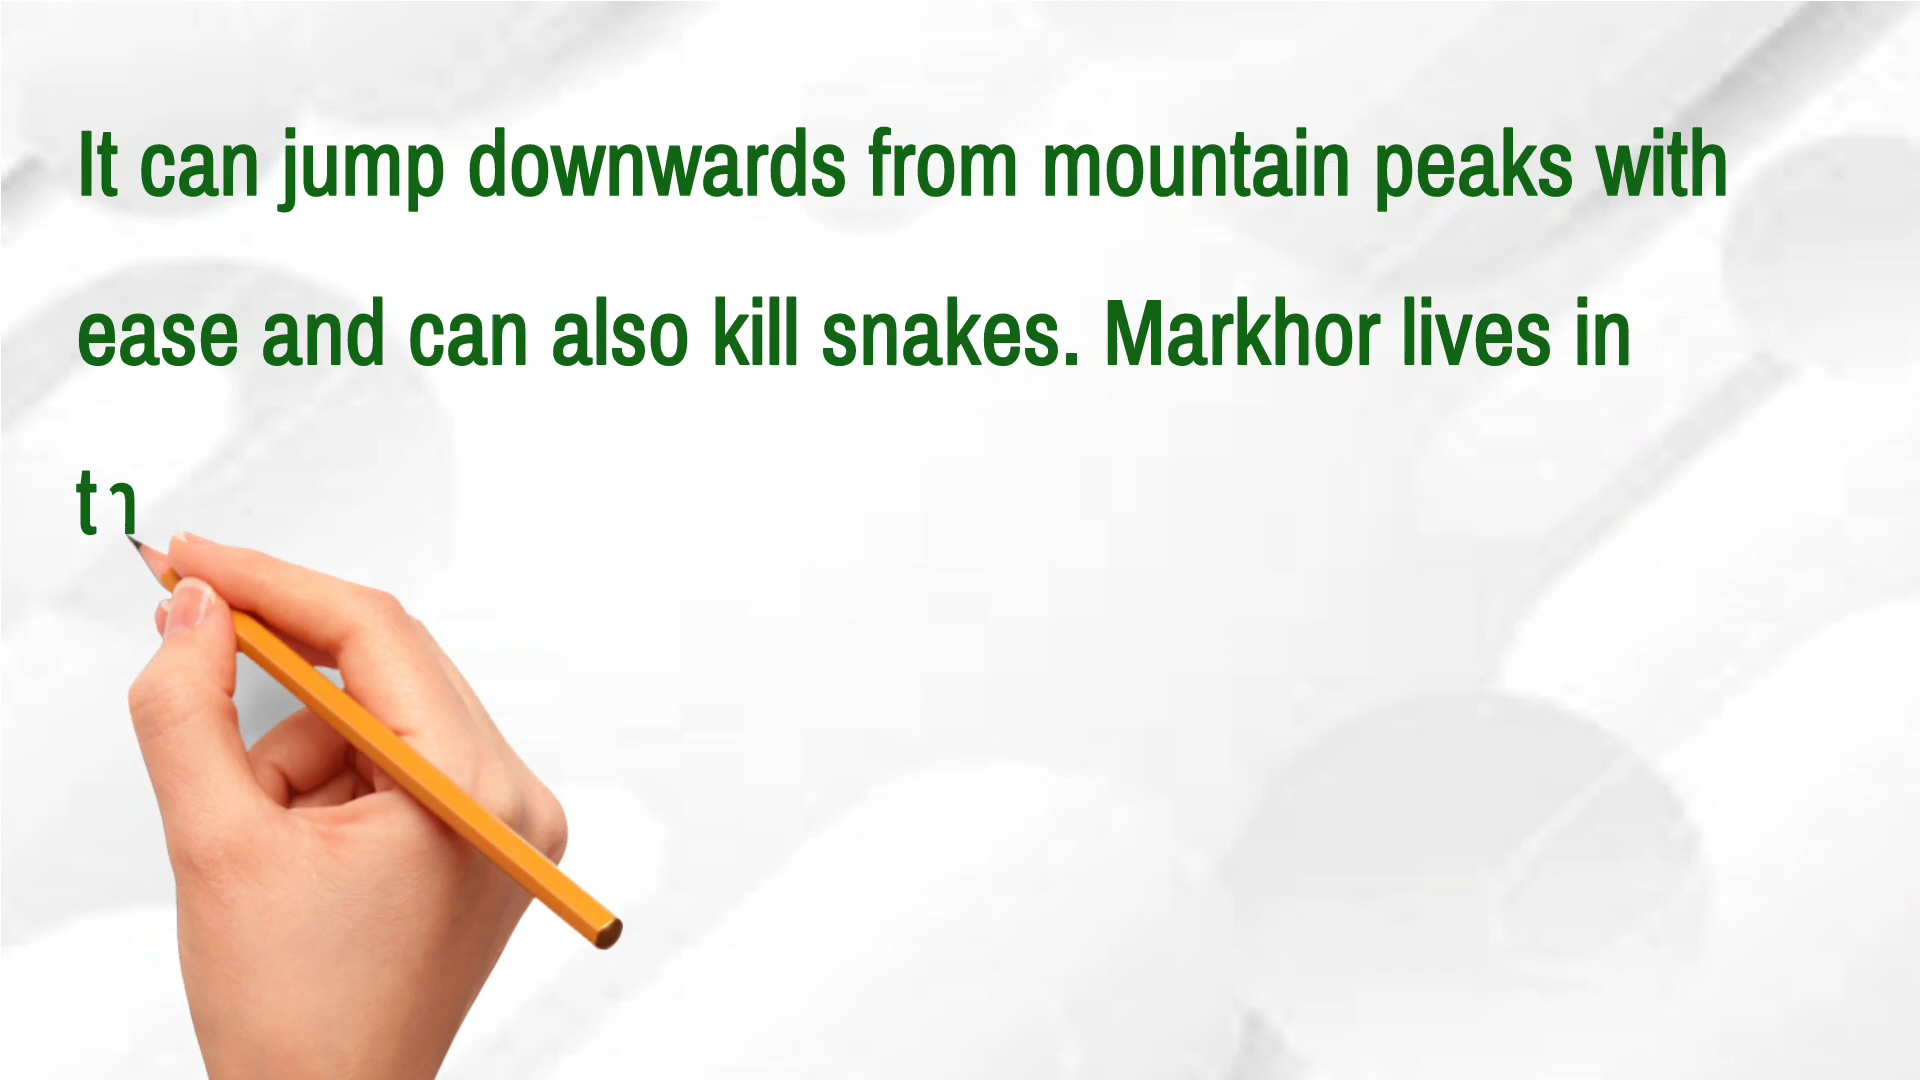 It can jump downwards from mountain peaks with
ease and can also kill snakes. Markhor lives in